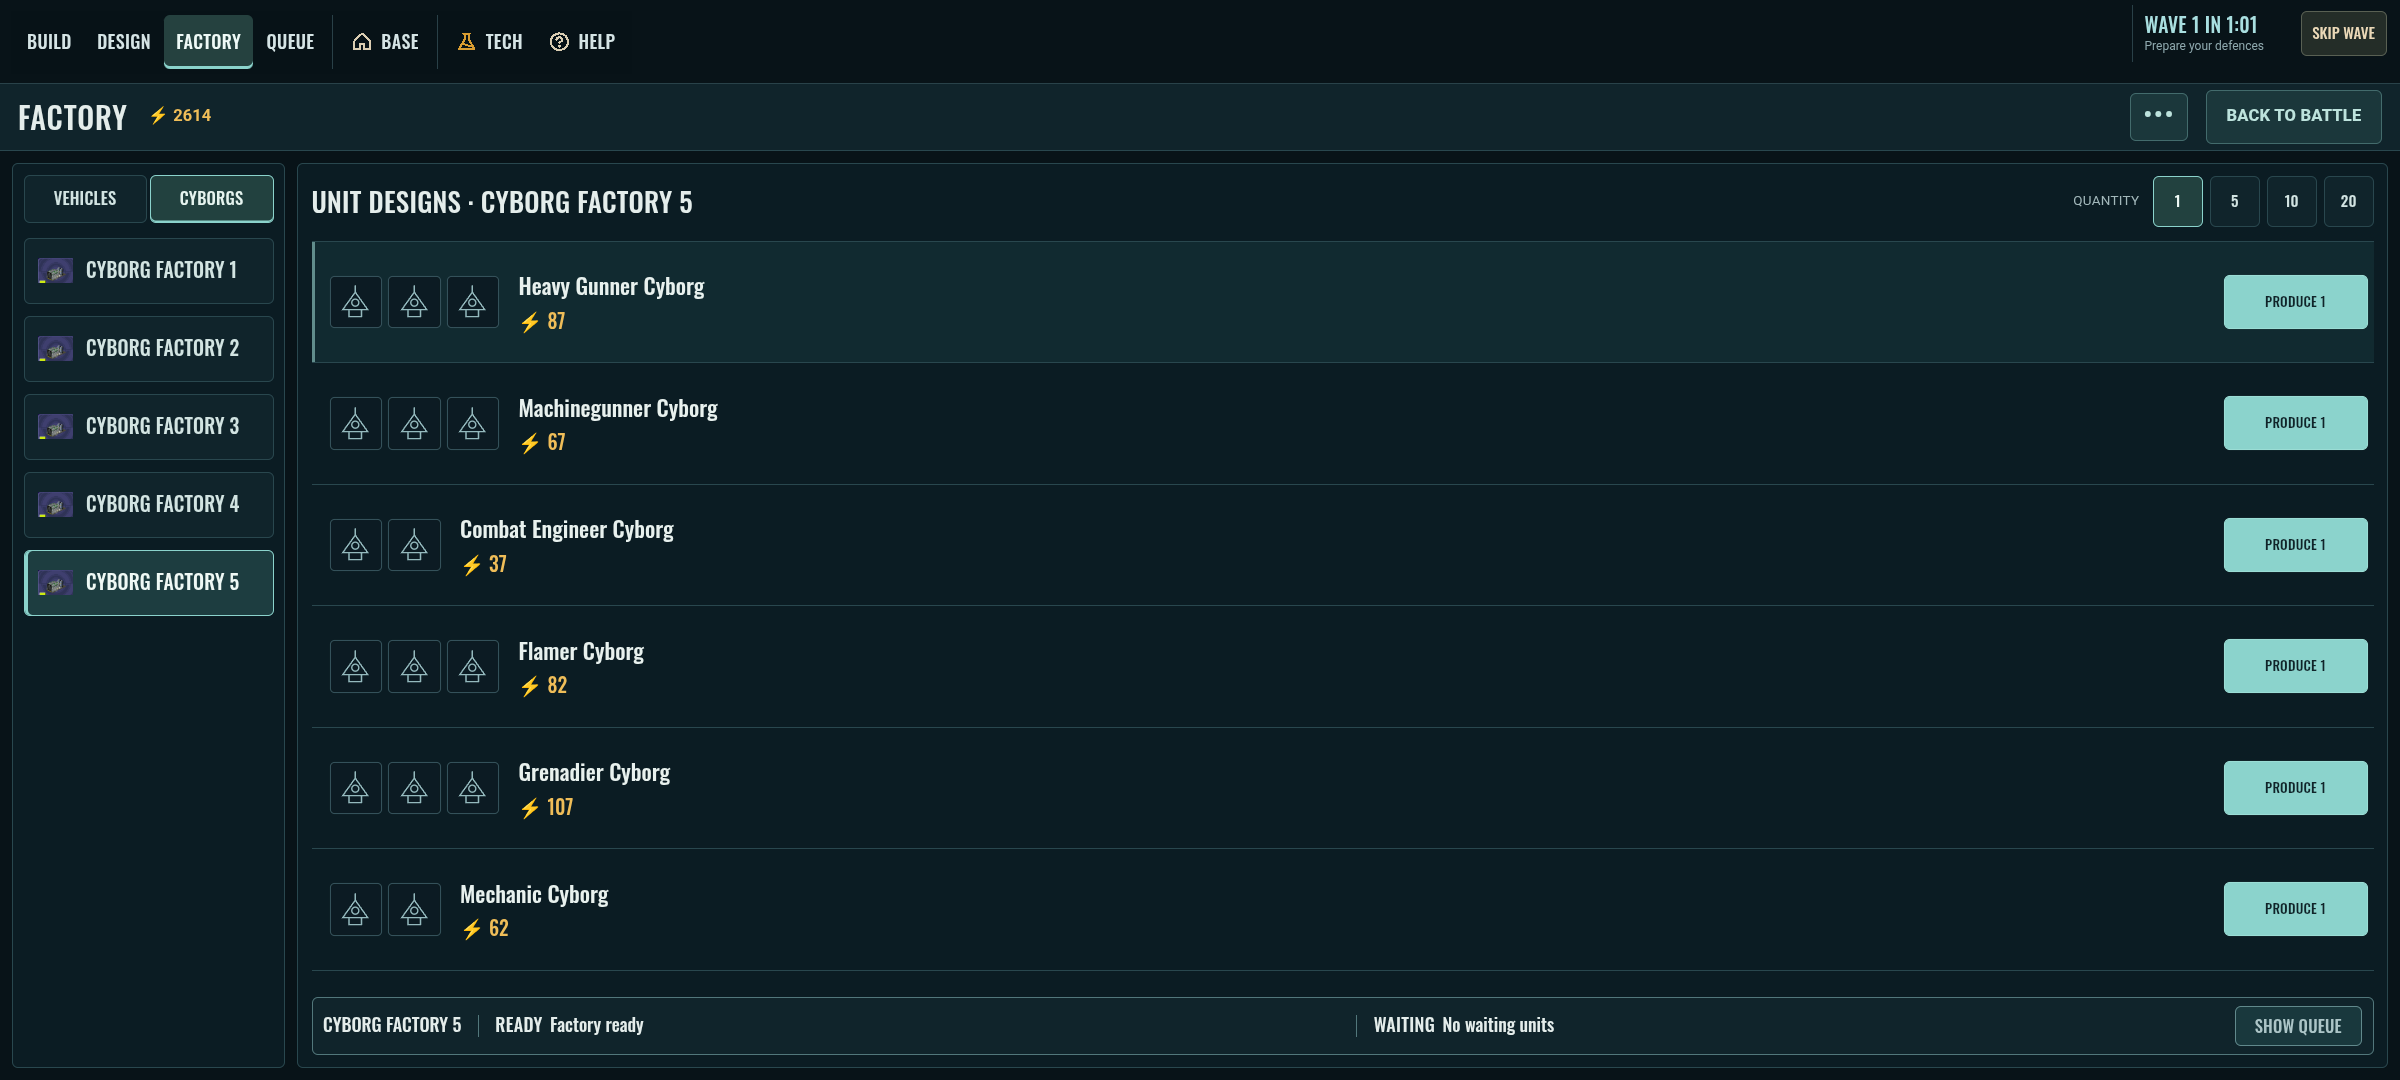 BUILD DESIGN FACTORY QUEUE BASE TECH HELP
WAVE 1 IN 1:01
Prepare your defences
SKIP WAVE
FACTORY 2614
BACK TO BATTLE
VEHICLES CYBORGS
CYBORG FACTORY 1
CYBORG FACTORY 2
CYBORG FACTORY 3
CYBORG FACTORY 4
CYBORG FACTORY 5
UNIT DESIGNS · CYBORG FACTORY 5
QUANTITY 1 5 10 20
Heavy Gunner Cyborg
87
PRODUCE 1
Machinegunner Cyborg
67
PRODUCE 1
Combat Engineer Cyborg
37
PRODUCE 1
Flamer Cyborg
82
PRODUCE 1
Grenadier Cyborg
107
PRODUCE 1
Mechanic Cyborg
62
PRODUCE 1
CYBORG FACTORY 5 READY Factory ready WAITING No waiting units SHOW QUEUE